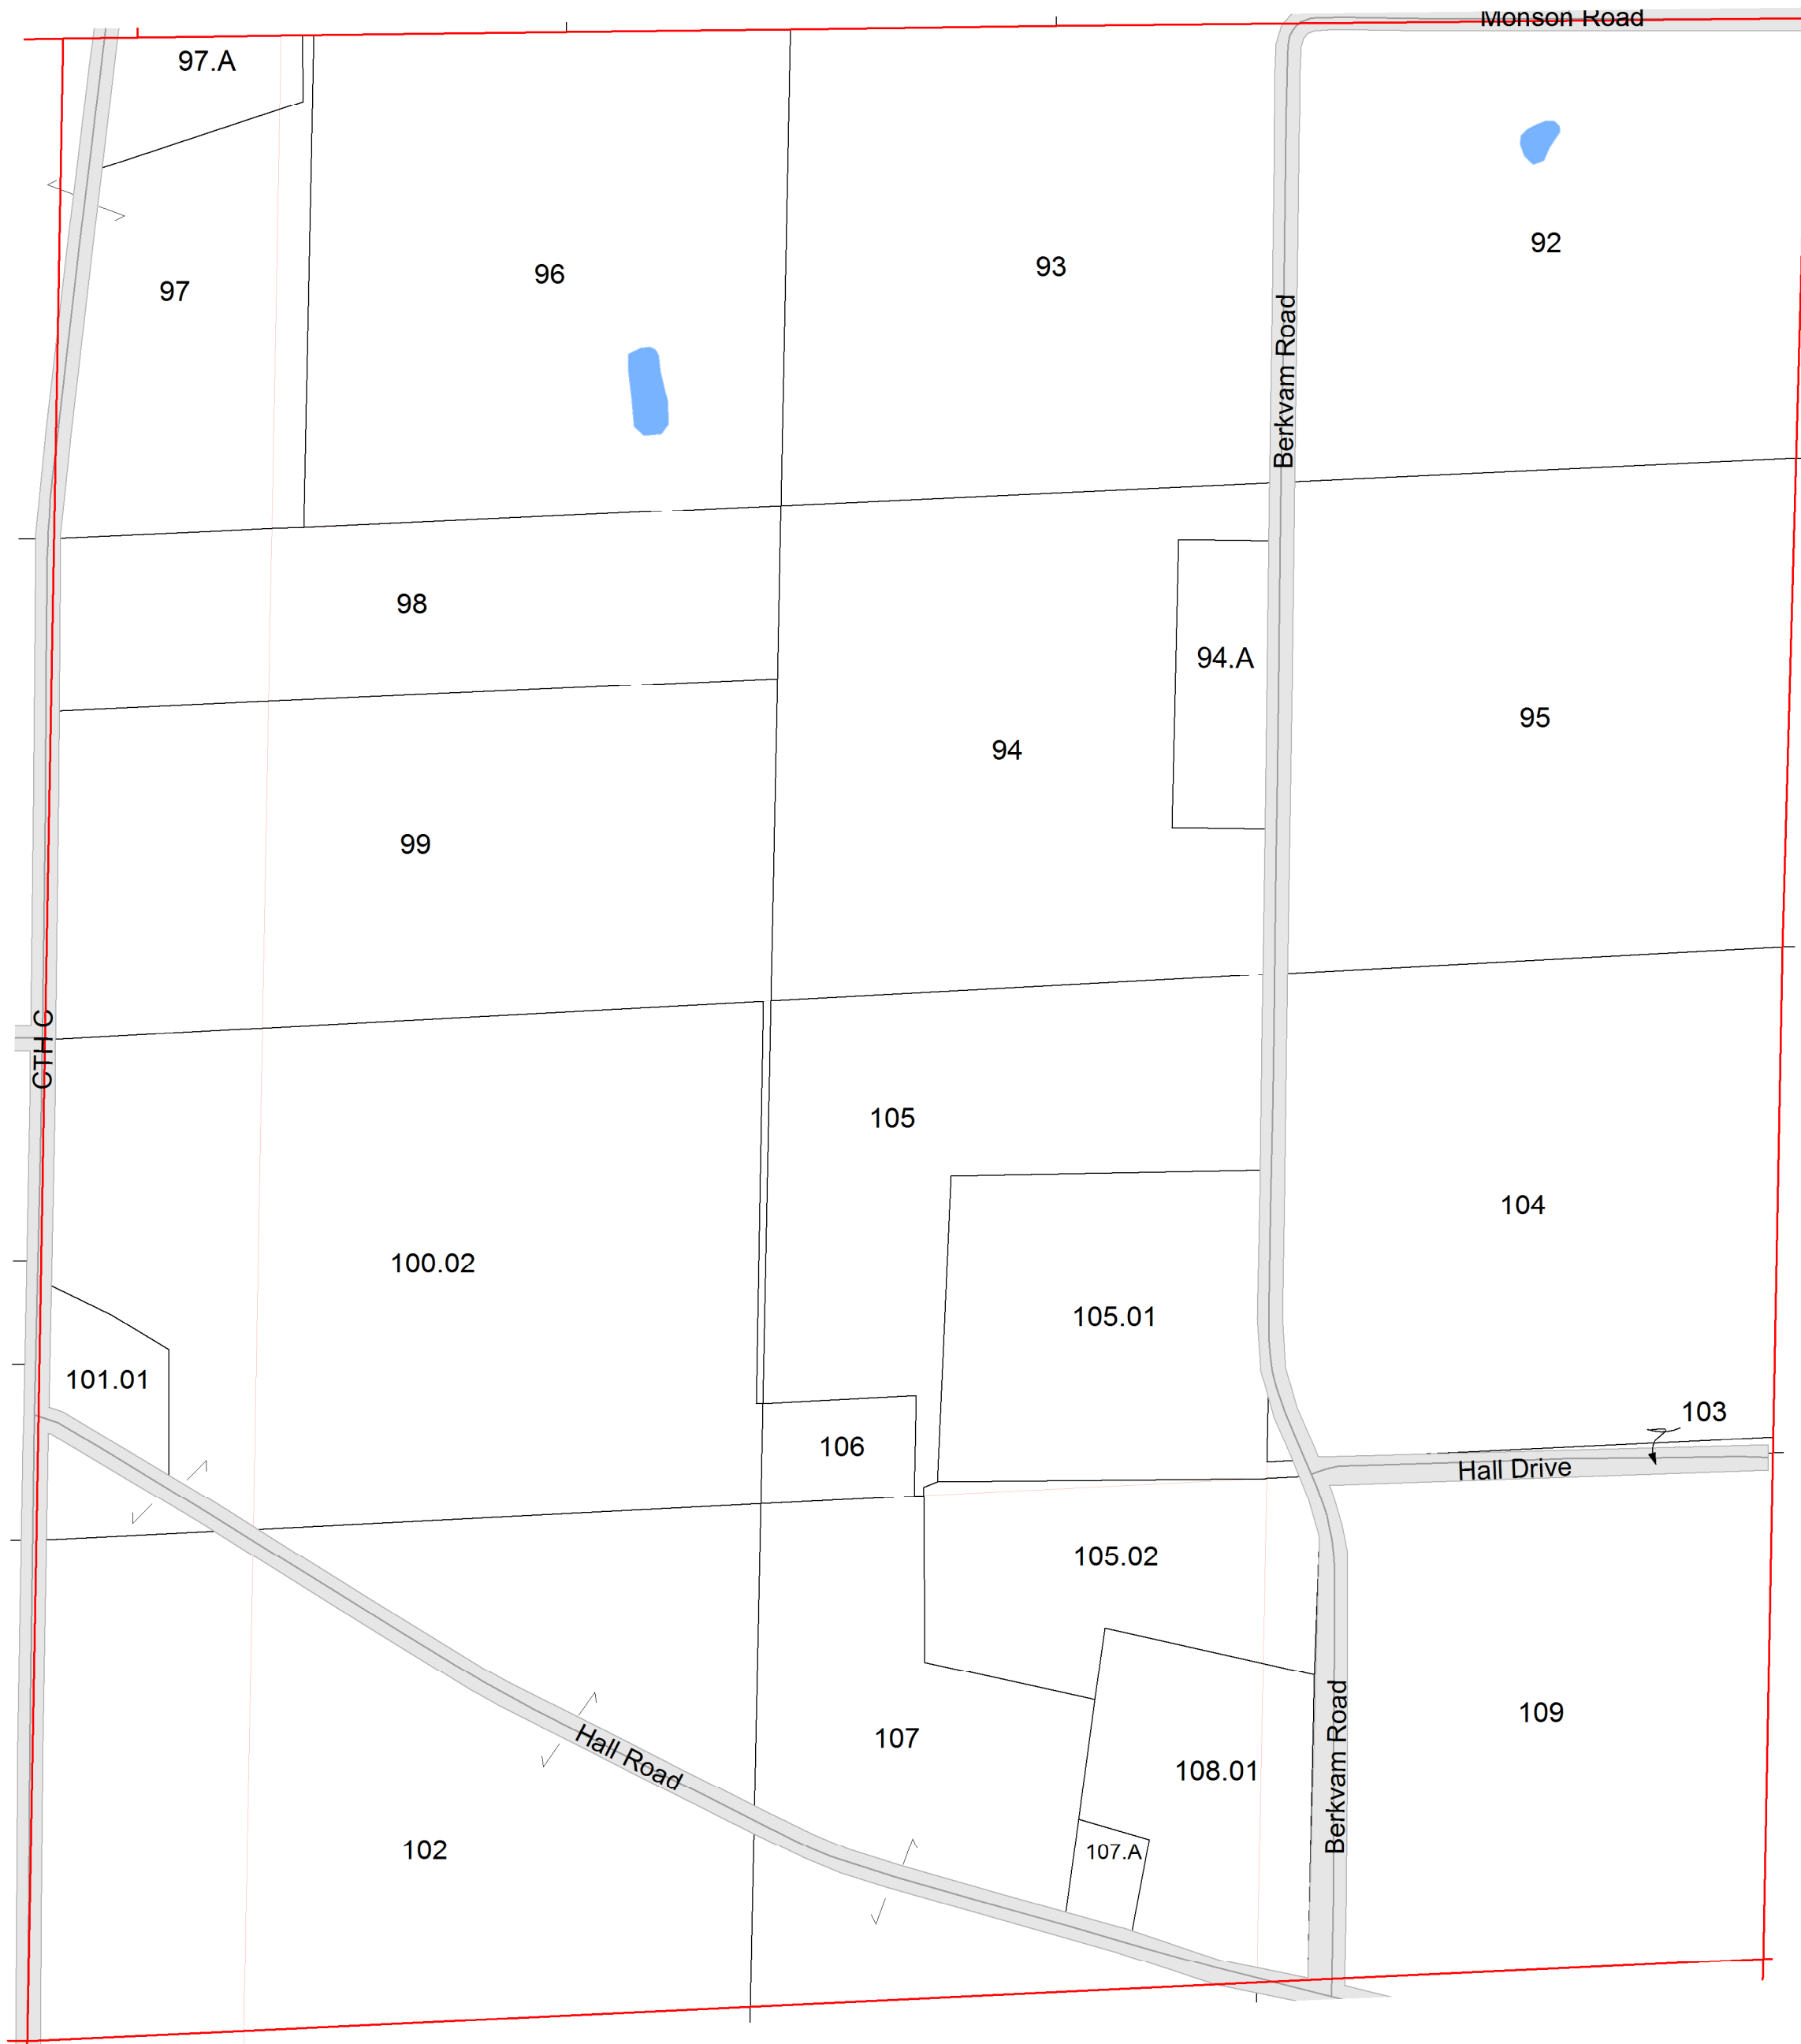 Monson Road
97.A
92
93
96
97
Berkvam Road
98
94.A
95
94
99
CTH C
105
104
100.02
105.01
101.01
103
106
Hall Drive
105.02
109
107
Hall Road
108.01
Berkvam Road
102
107.A